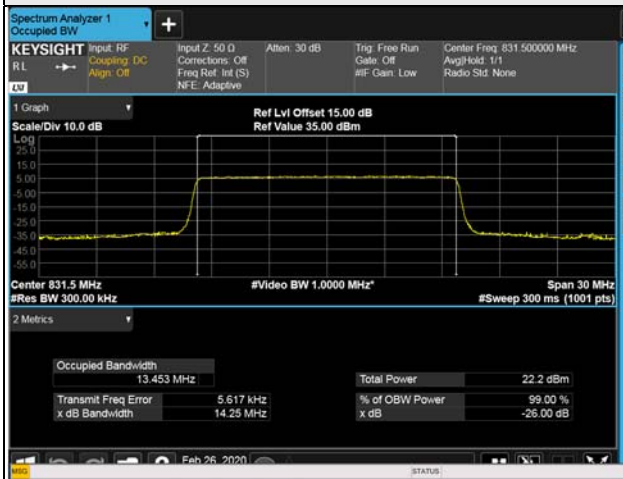 Spectrum Analyzer 1
Occupied BW
KEYSIGHT Input: RF Input Z: 50 Ω Atten: 30 dB Trig: Free Run Center Freq: 831.500000 MHz
RL Coupling: DC Corrections: Off Gate: Off Avg|Hold: 1/1
Align: Off Freq Ref: Int (S) #IF Gain: Low Radio Std: None
NFE: Adaptive
1 Graph
Ref Lvl Offset 15.00 dB
Scale/Div 10.0 dB Ref Value 35.00 dBm
Log
25.0
15.0
5.00
-5.00
-15.0
-25.0
-35.0
-45.0
-55.0
Center 831.5 MHz #Video BW 1.0000 MHz* Span 30 MHz
#Res BW 300.00 kHz #Sweep 300 ms (1001 pts)
2 Metrics
Occupied Bandwidth
13.453 MHz Total Power 22.2 dBm
Transmit Freq Error 5.617 kHz % of OBW Power 99.00 %
x dB Bandwidth 14.25 MHz x dB -26.00 dB
Feb 26, 2020
MSG STATUS